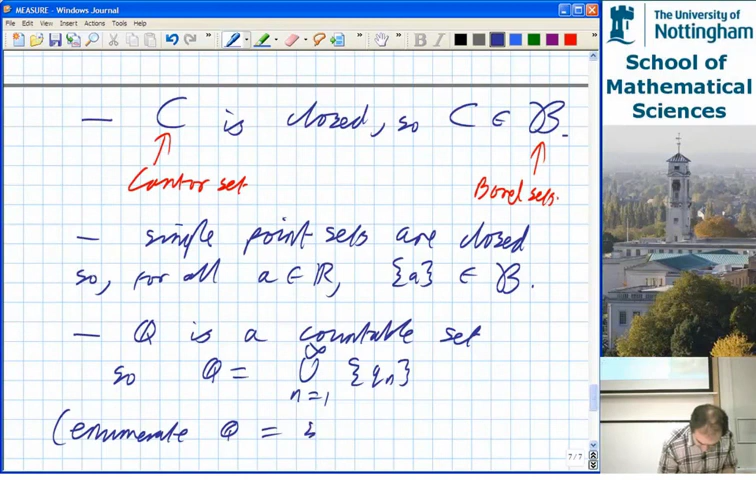 MEASURE - Windows Journal
File Edit View Insert Actions Tools Help
— C is closed, so C ∈ B.
Cantor set
Borel sets.
— single point sets are closed
so, for all a ∈ ℝ, {a} ∈ B.
— Q is a countable set
so Q = ∞⋃n=1 {qn}
(enumerate Q = {
7/7
The University of
Nottingham
School of
Mathematical
Sciences